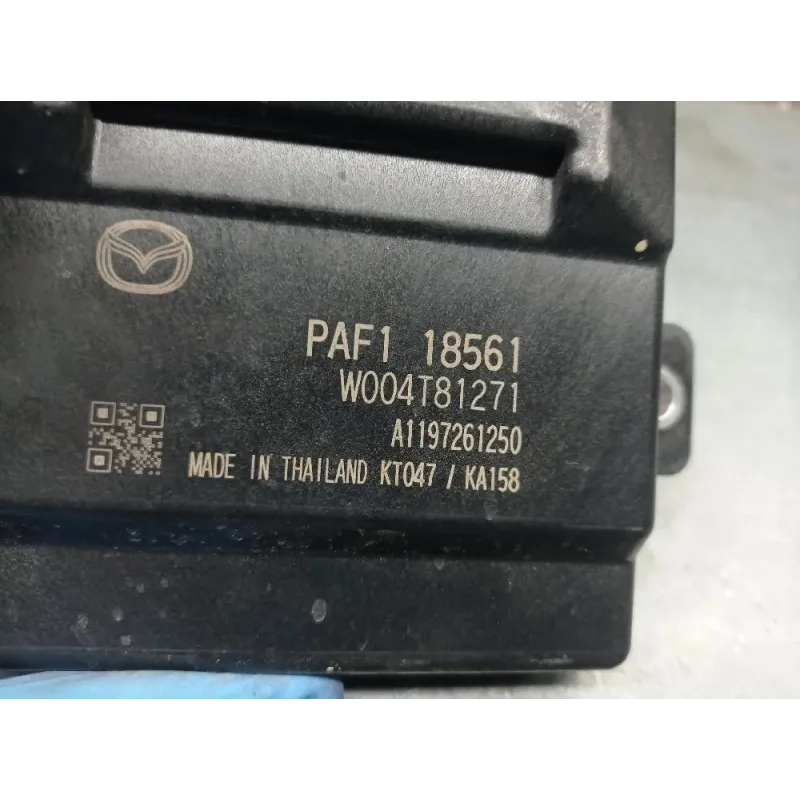 PAF1 18561
W004T81271
A1197261250
MADE IN THAILAND KT047 / KA158